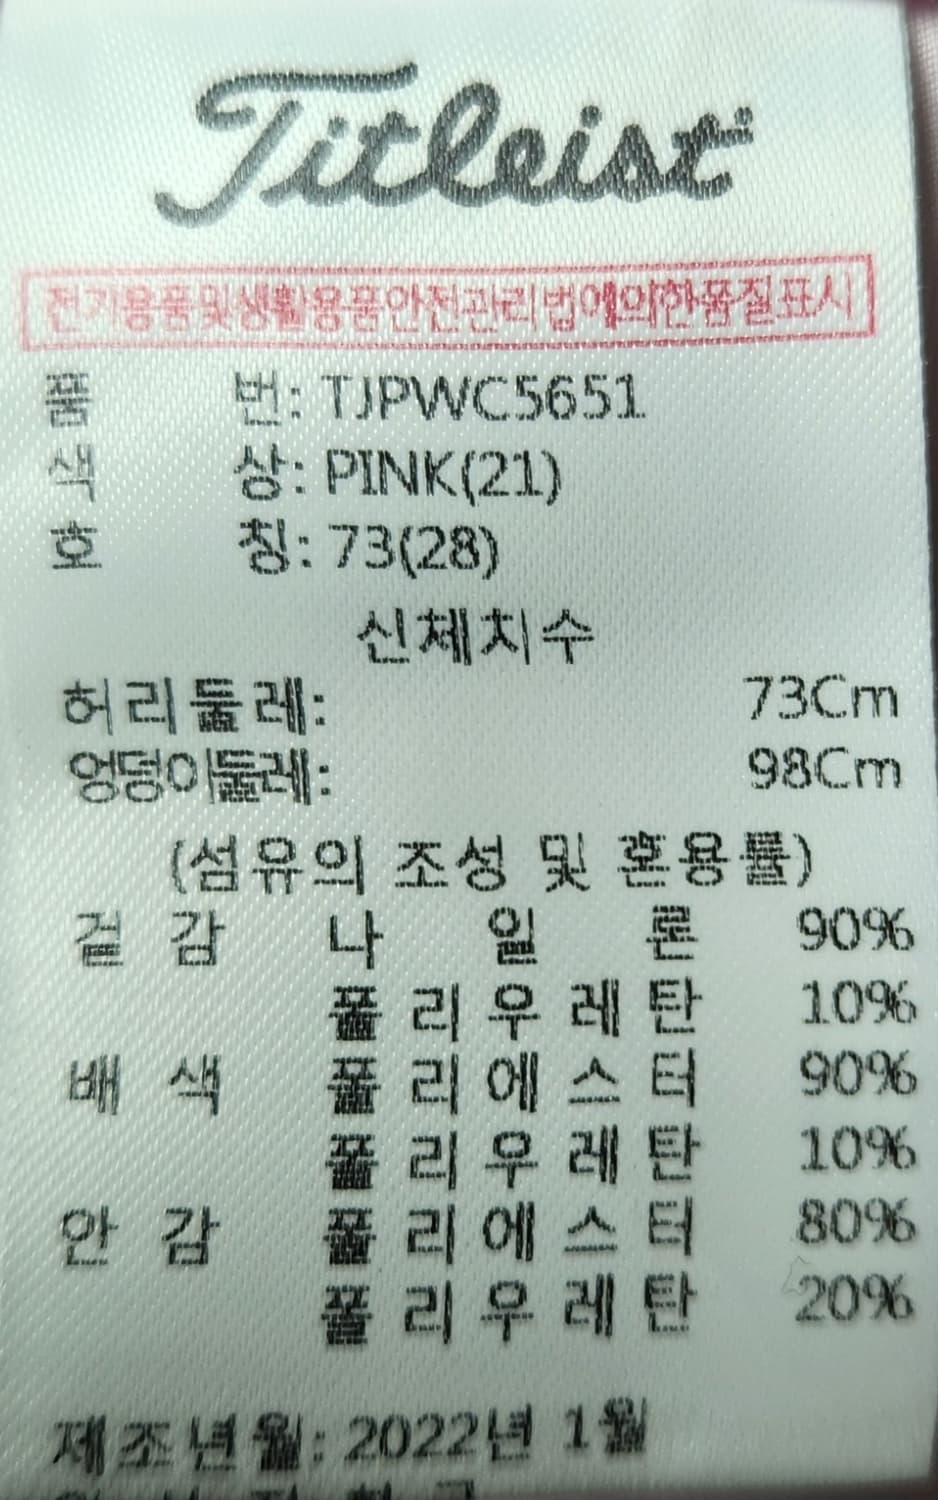 Titleist
전기용품및생활용품안전관리법에의한품질표시
품 번: TJPWC5651
색 상: PINK(21)
호 칭: 73(28)
신체치수
허리둘레: 73Cm
엉덩이둘레: 98Cm
(섬유의 조성 및 혼용률)
겉감 나일론 90%
폴리우레탄 10%
배색 폴리에스터 90%
폴리우레탄 10%
안감 폴리에스터 80%
폴리우레탄 20%
제조년월: 2022년 1월